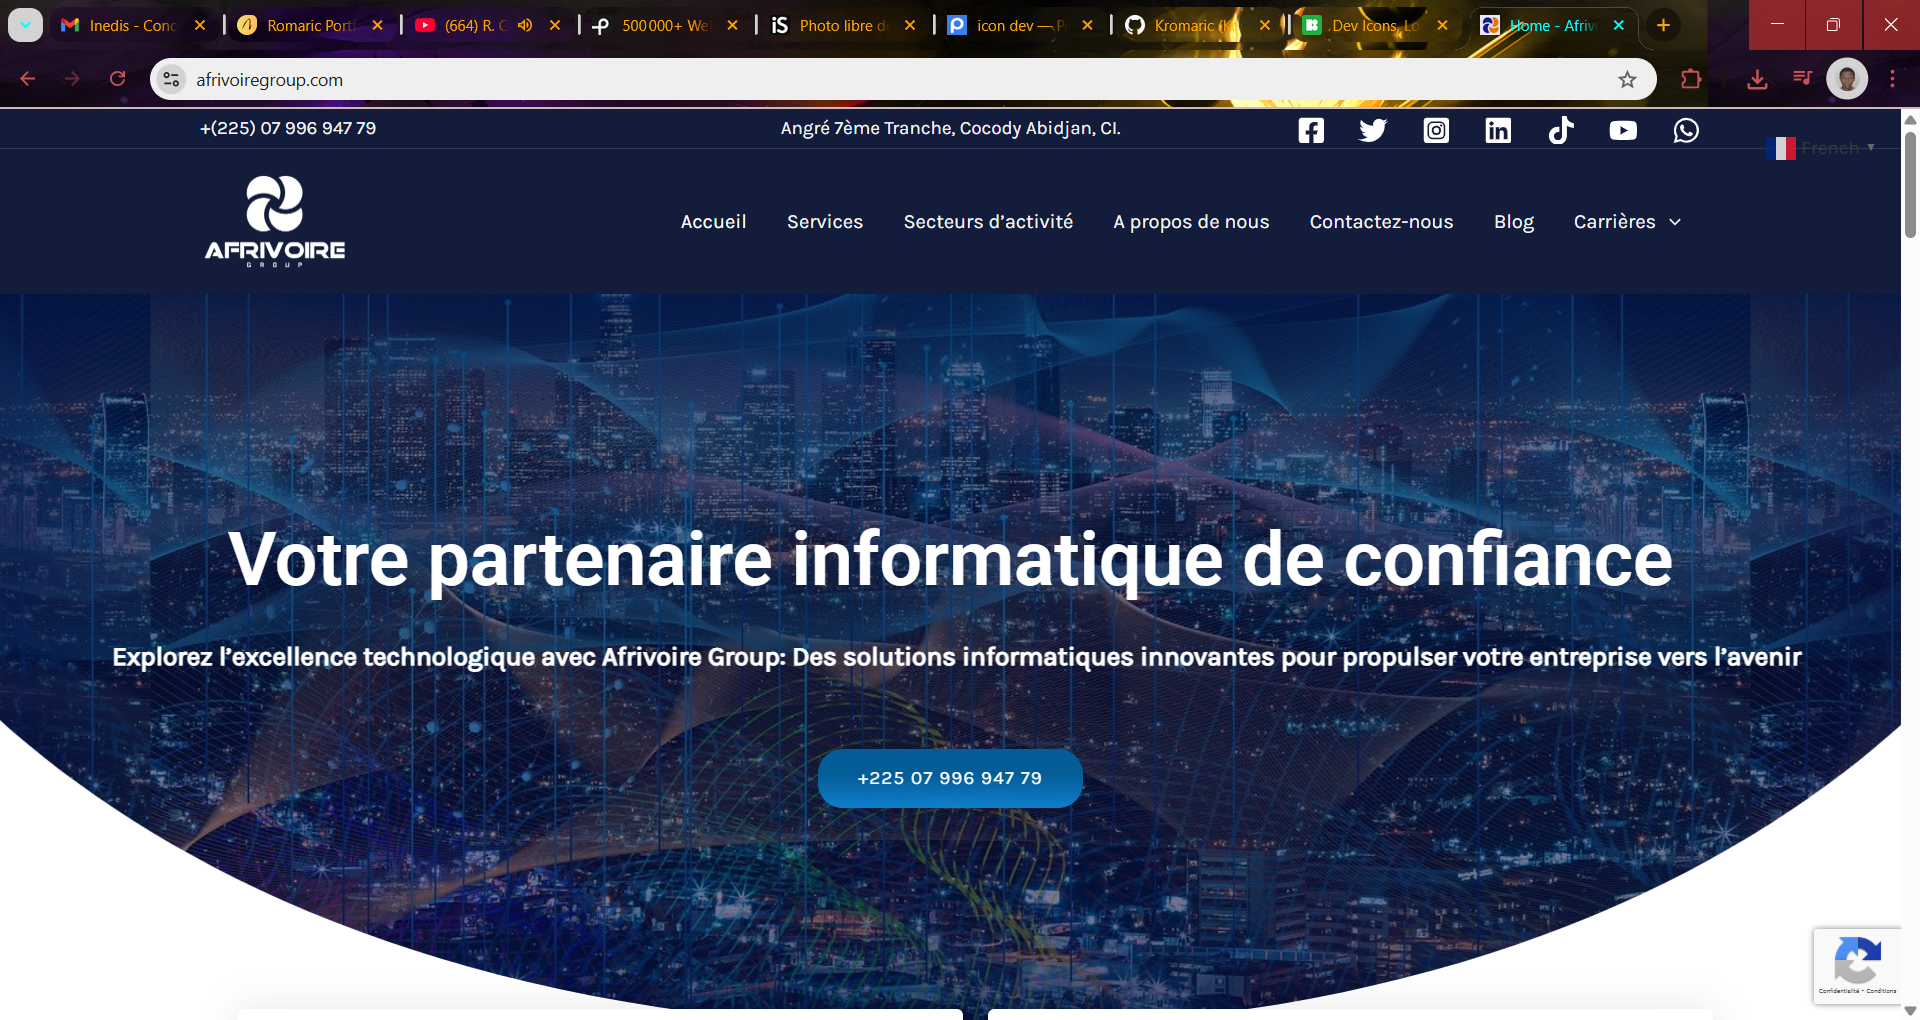 Inedis - Conc
Romaric Port
(664) R. C
500 000+ We
Photo libre d
icon dev — P
Kromaric (K
.Dev Icons, Lo
Home - Afriv
afrivoiregroup.com
+(225) 07 996 947 79
Angré 7ème Tranche, Cocody Abidjan, CI.
French
AFRIVOIRE
GROUP
Accueil
Services
Secteurs d’activité
A propos de nous
Contactez-nous
Blog
Carrières
Votre partenaire informatique de confiance
Explorez l’excellence technologique avec Afrivoire Group: Des solutions informatiques innovantes pour propulser votre entreprise vers l’avenir
+225 07 996 947 79
Confidentialité - Conditions